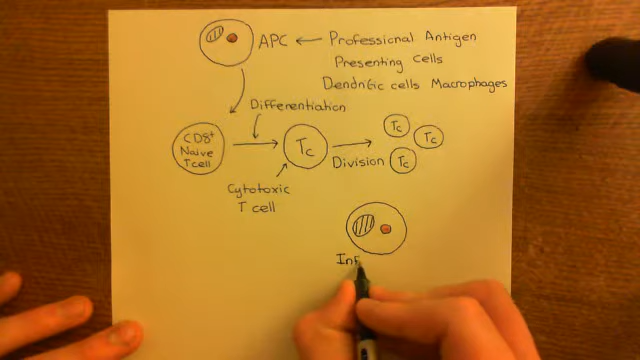 APC ← Professional Antigen
Presenting Cells
Dendritic cells Macrophages
Differentiation
CD8+
Naive
T cell
Tc
Tc
Tc
Tc
Division
Cytotoxic
T cell
Inf